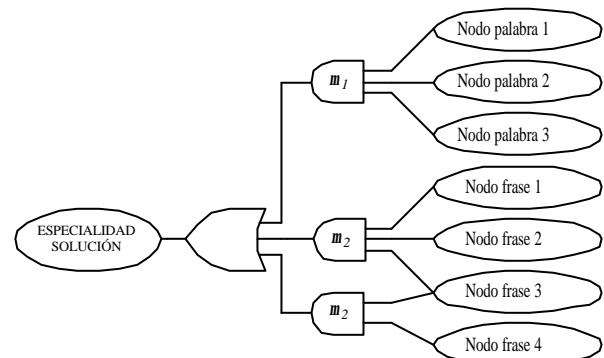 Nodo palabra 1
m1
Nodo palabra 2
Nodo palabra 3
Nodo frase 1
ESPECIALIDAD
SOLUCIÓN
m2
Nodo frase 2
Nodo frase 3
m2
Nodo frase 4